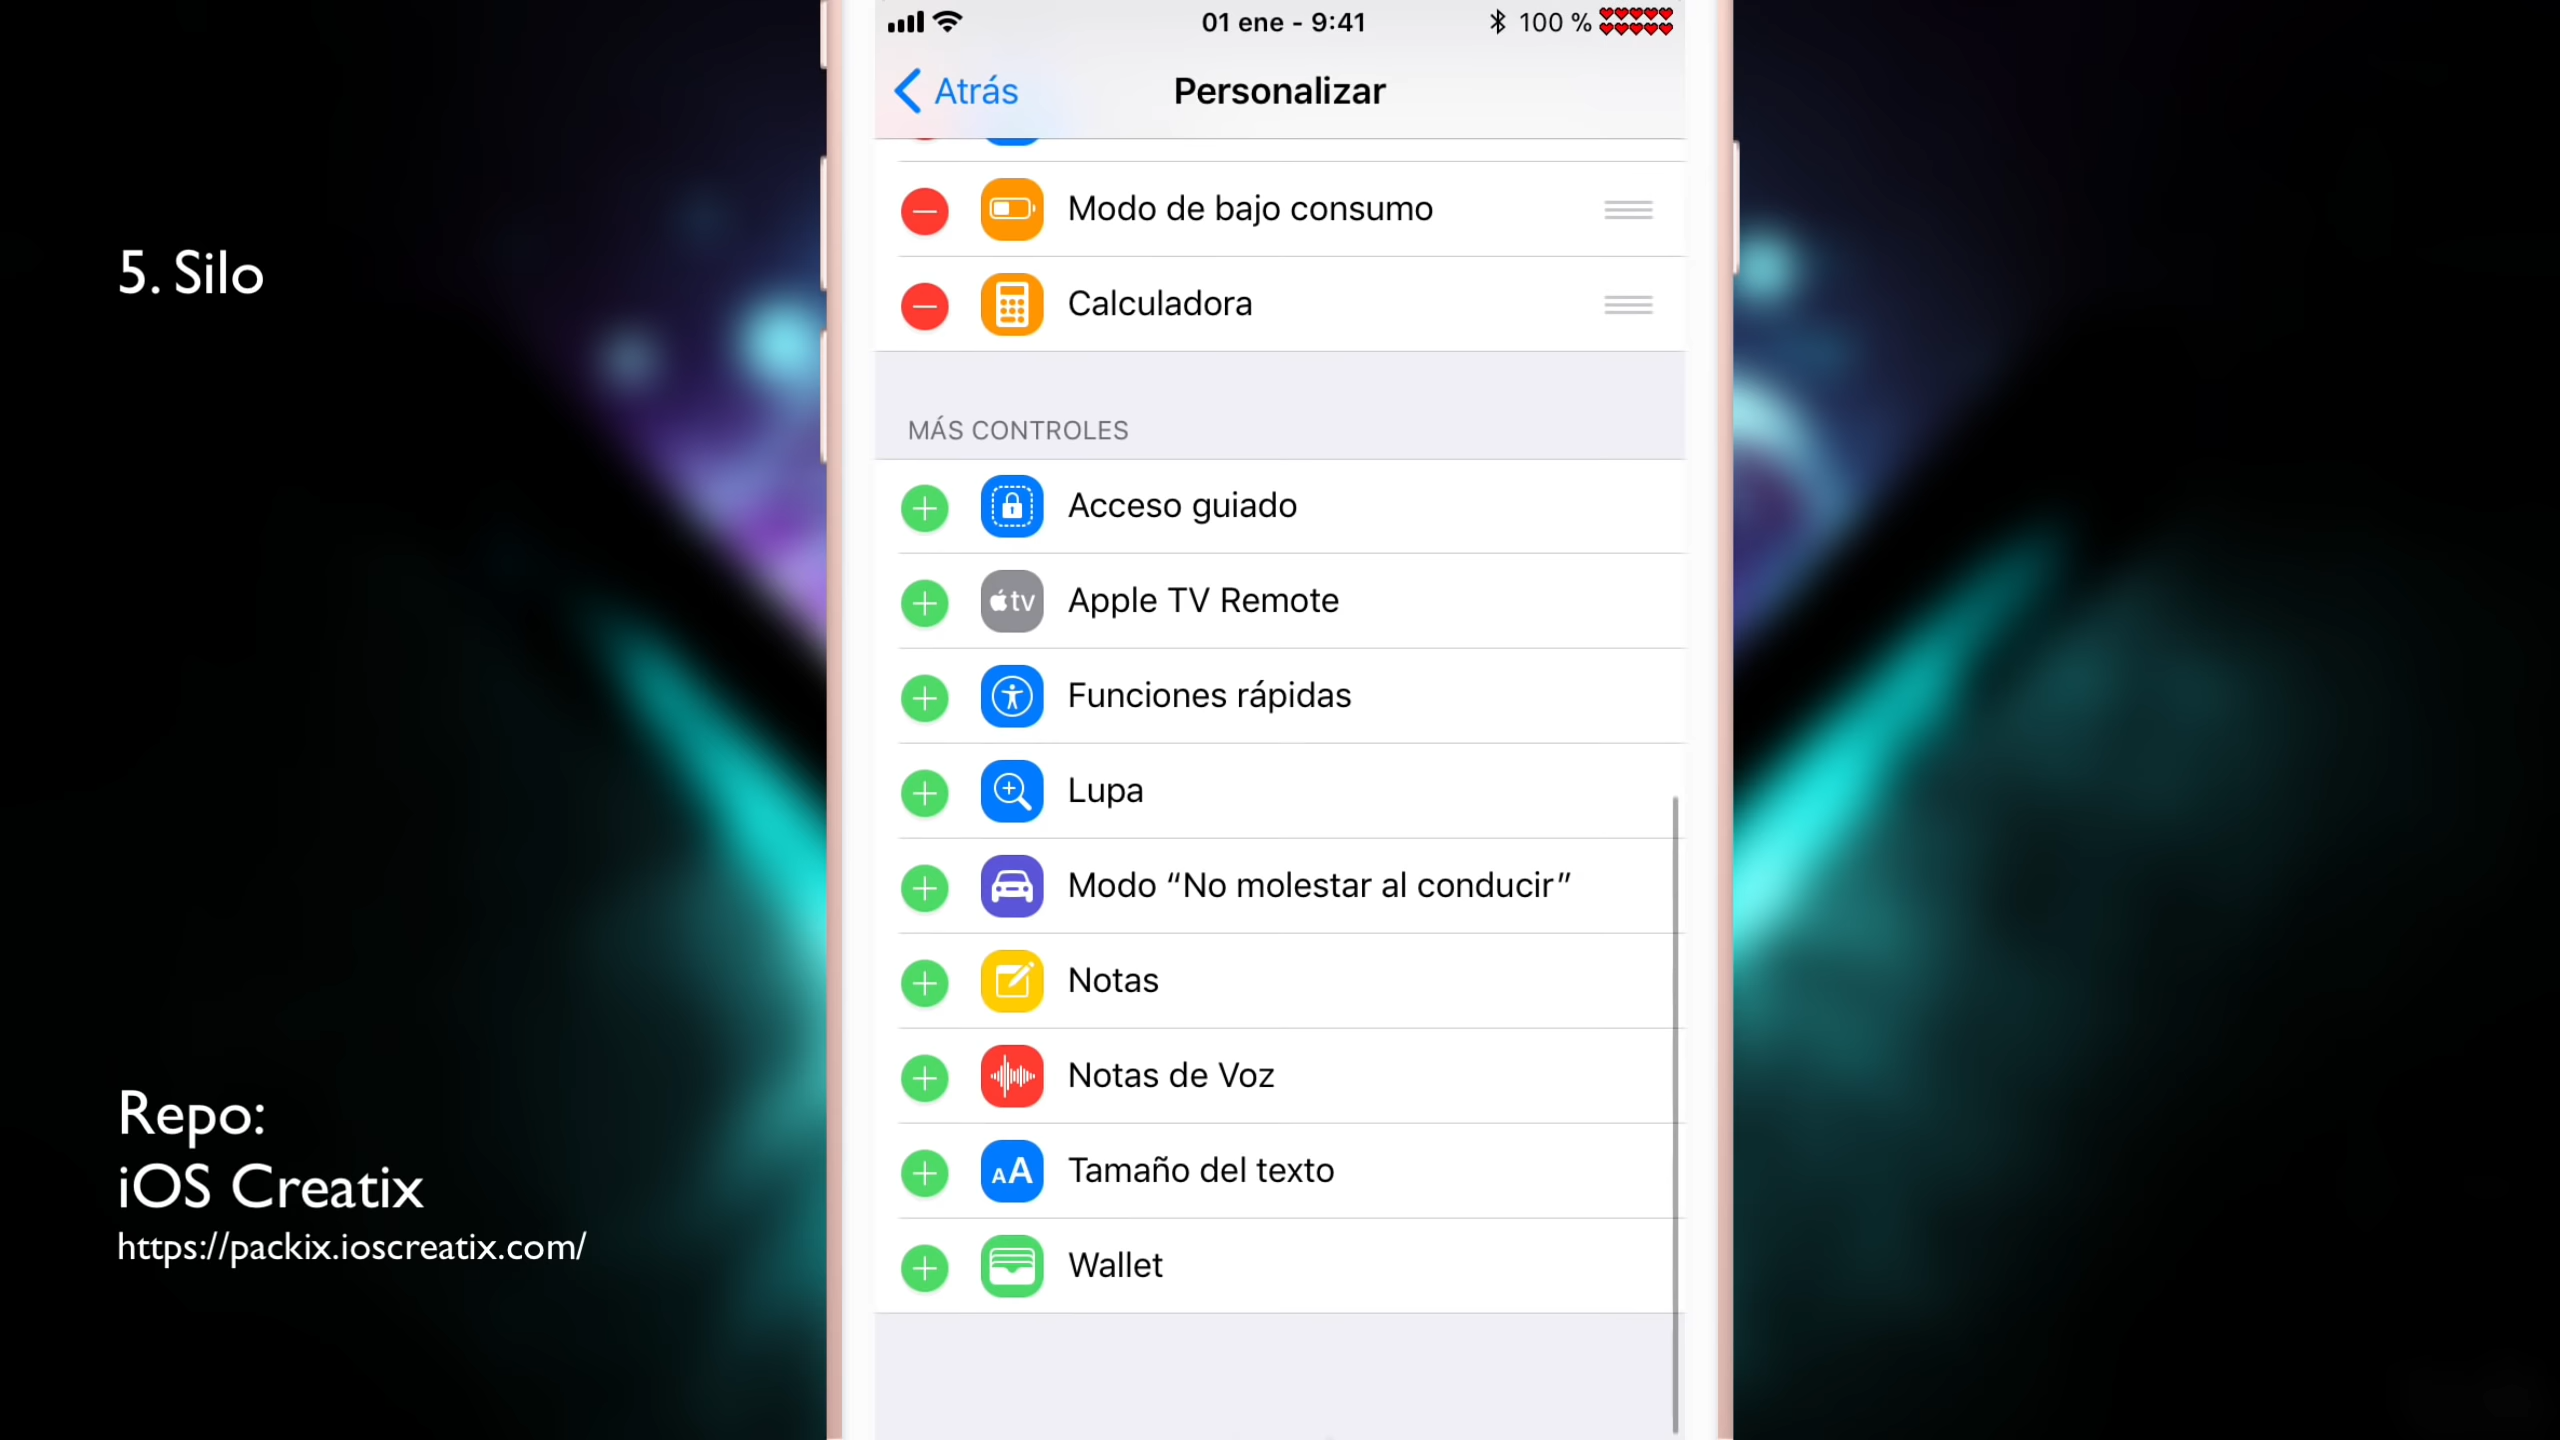 5. Silo
Repo:
iOS Creatix
https://packix.ioscreatix.com/
01 ene - 9:41
100 %
Atrás
Personalizar
Modo de bajo consumo
Calculadora
MÁS CONTROLES
Acceso guiado
tv
Apple TV Remote
Funciones rápidas
Lupa
Modo “No molestar al conducir”
Notas
Notas de Voz
AA
Tamaño del texto
Wallet